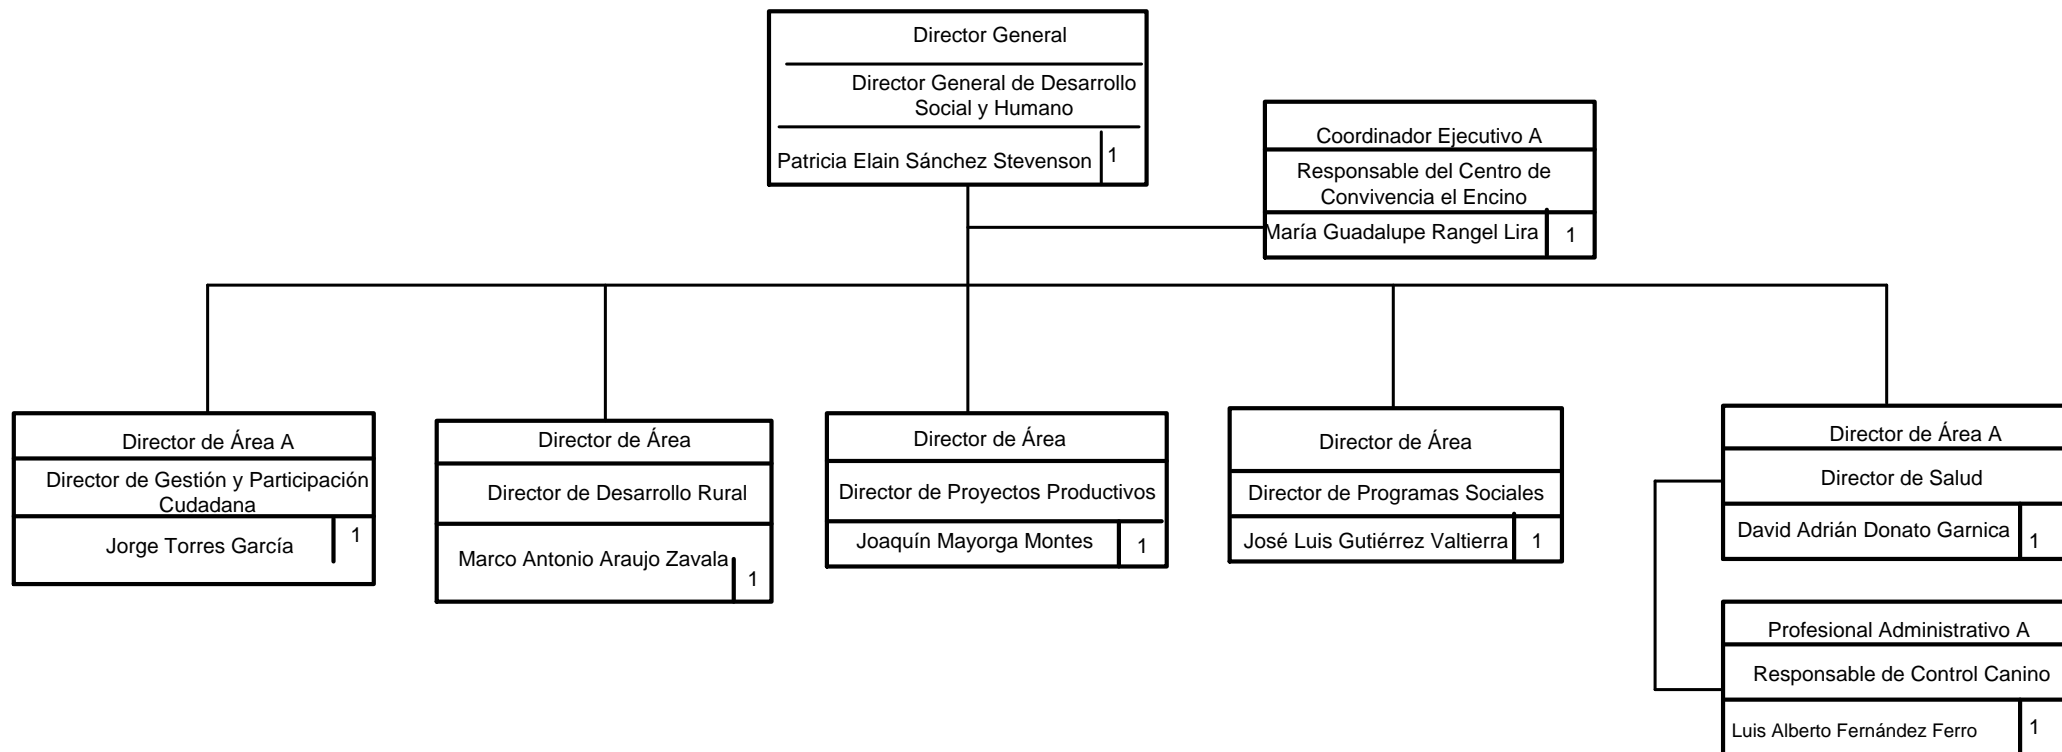 Director General
Director General de Desarrollo
Social y Humano
Patricia Elain Sánchez Stevenson
1
Coordinador Ejecutivo A
Responsable del Centro de
Convivencia el Encino
María Guadalupe Rangel Lira
1
Director de Área A
Director de Gestión y Participación
Cudadana
Jorge Torres García
1
Director de Área
Director de Desarrollo Rural
Marco Antonio Araujo Zavala
1
Director de Área
Director de Proyectos Productivos
Joaquín Mayorga Montes
1
Director de Área
Director de Programas Sociales
José Luis Gutiérrez Valtierra
1
Director de Área A
Director de Salud
David Adrián Donato Garnica
1
Profesional Administrativo A
Responsable de Control Canino
Luis Alberto Fernández Ferro
1